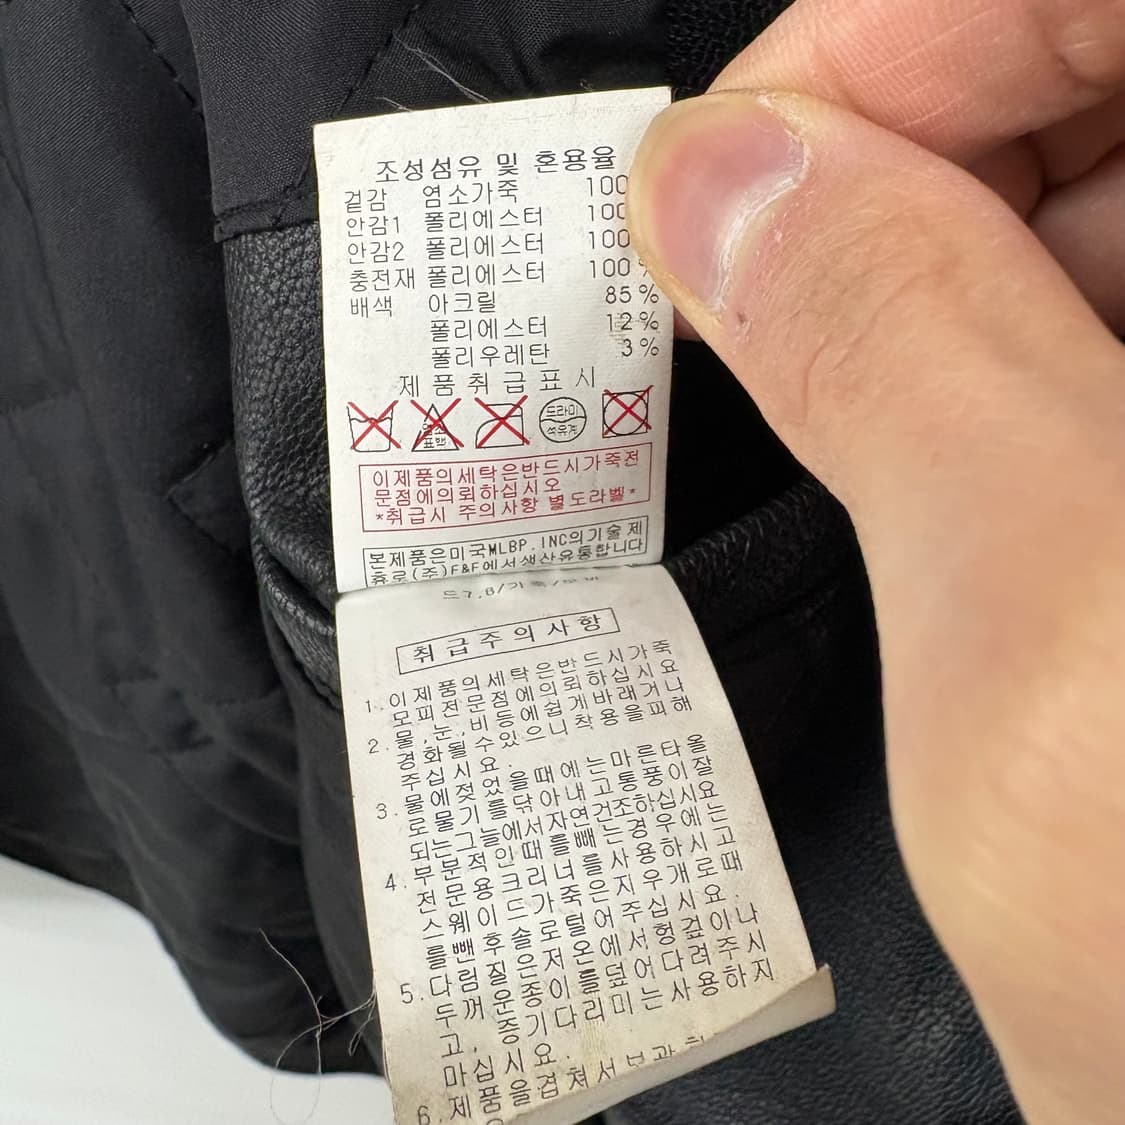 조성섬유 및 혼용율
겉감 염소가죽 100
안감1 폴리에스터 100
안감2 폴리에스터 100
충전재 폴리에스터 100 %
배색 아크릴 85 %
폴리에스터 12 %
폴리우레탄 3 %
제품취급표시
염소
표백
드라이
석유계
이제품의세탁은반드시가죽전
문점에의뢰하십시오
*취급시 주의사항 별도라벨*
본제품은미국MLBP.INC의기술제
휴로(주)F&F에서생산유통합니다
취급주의사항
1.이제품의세탁은반드시가죽
모피전문점에의뢰하십시요
2.물,눈,비등에쉽게바래거나
경화될수있으니착용을피해
주십시요.
3.물에젖었을때에는마른타올
로물기를닦아내고통풍이잘
되는그늘에서자연건조하십시요
4.부분적인때를빼는경우에는
전문용크리너를사용하시고
스웨이드가죽은지우개로때
를뺀후솔로털어주십시요.
5.다림질은저온에서헝겊이나
두꺼운종이를덮어다려주시
고, 증기다리미는사용하지
마십시요.
6.제품을겹쳐서보관